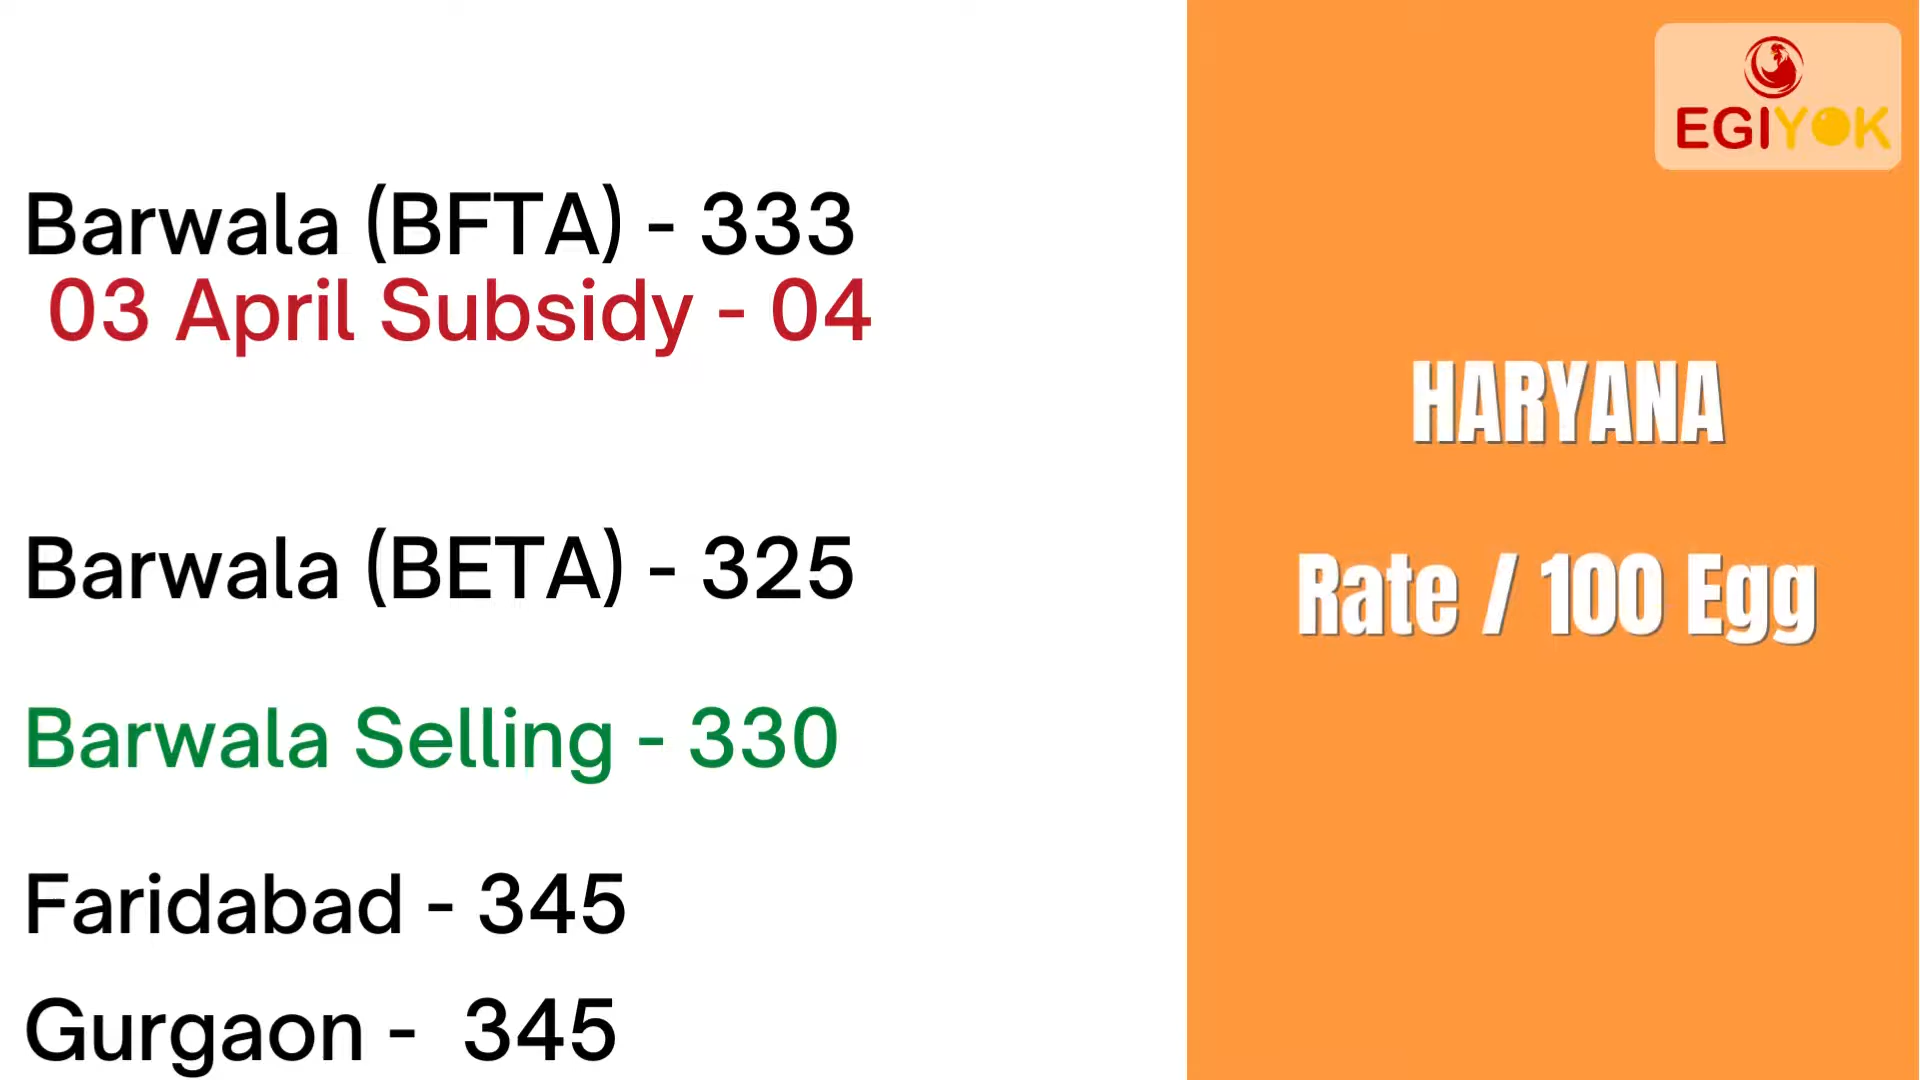 Barwala (BFTA) - 333
03 April Subsidy - 04
Barwala (BETA) - 325
Barwala Selling - 330
Faridabad - 345
Gurgaon - 345
EGIYOK
HARYANA
Rate / 100 Egg